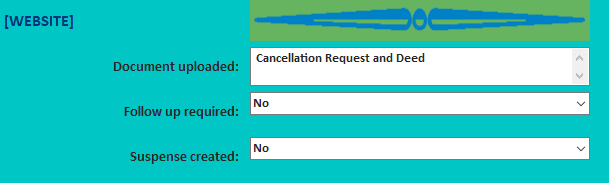 [WEBSITE]
Document uploaded: Cancellation Request and Deed
Follow up required: No
Suspense created: No